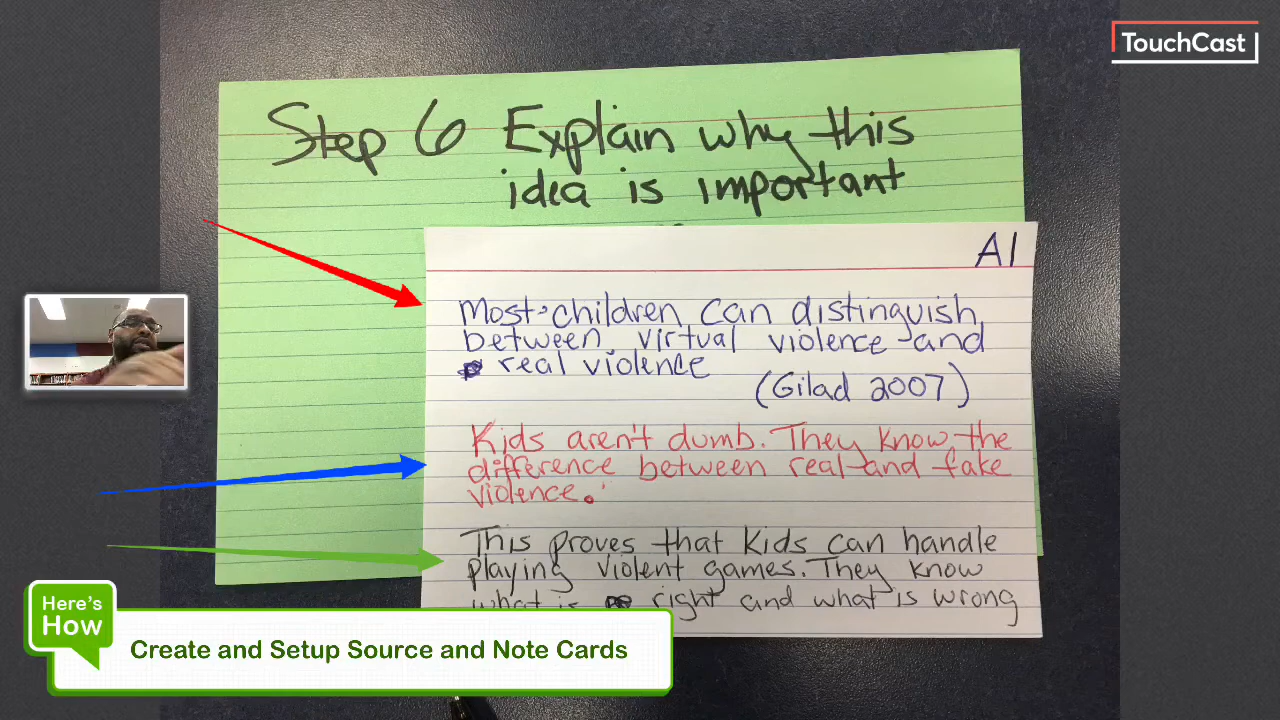 TouchCast
Step 6 Explain why this
idea is important
A1
Most children can distinguish
between virtual violence and
real violence
(Gilad 2007)
Kids aren't dumb. They know the
difference between real and fake
violence.
This proves that kids can handle
playing violent games. They know
what is right and what is wrong
Here's
How
Create and Setup Source and Note Cards